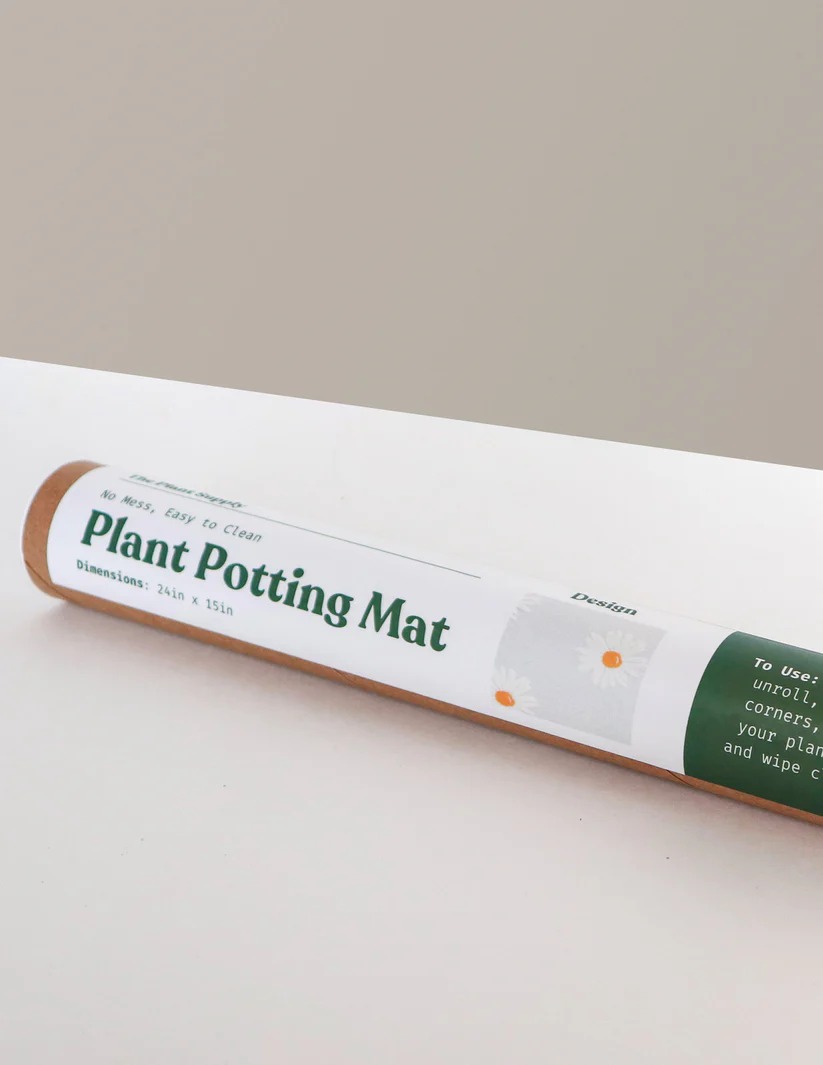 The Plant Supply
No Mess, Easy to Clean
Plant Potting Mat
Dimensions: 24in x 15in
Design
To Use:
unroll,
corners,
your plan
and wipe c